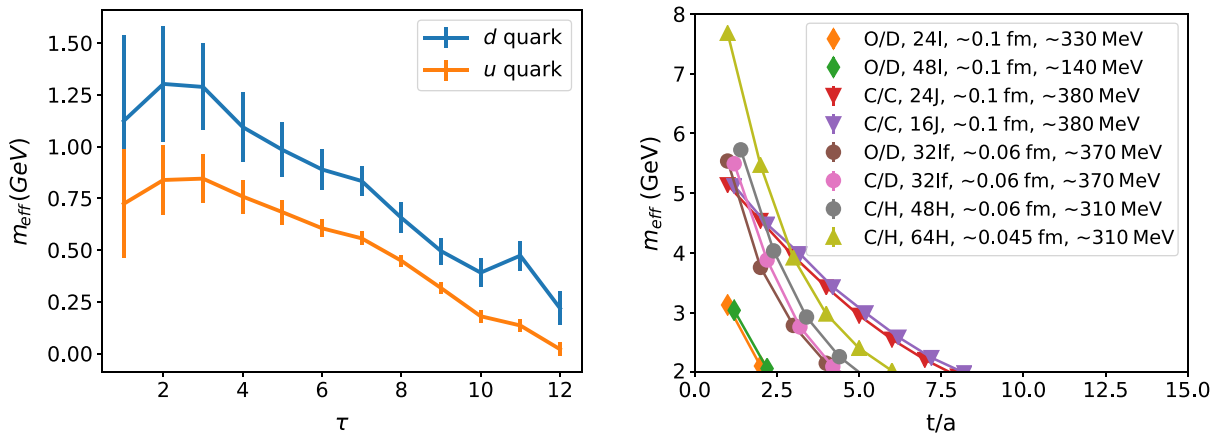 1.50
1.25
1.00
0.75
0.50
0.25
0.00
m_eff (GeV)
2
4
6
8
10
12
τ
d quark
u quark
8
7
6
5
4
3
2
m_eff (GeV)
0.0
2.5
5.0
7.5
10.0
12.5
15.0
t/a
O/D, 24I, ~0.1 fm, ~330 MeV
O/D, 48I, ~0.1 fm, ~140 MeV
C/C, 24J, ~0.1 fm, ~380 MeV
C/C, 16J, ~0.1 fm, ~380 MeV
O/D, 32If, ~0.06 fm, ~370 MeV
C/D, 32If, ~0.06 fm, ~370 MeV
C/H, 48H, ~0.06 fm, ~310 MeV
C/H, 64H, ~0.045 fm, ~310 MeV